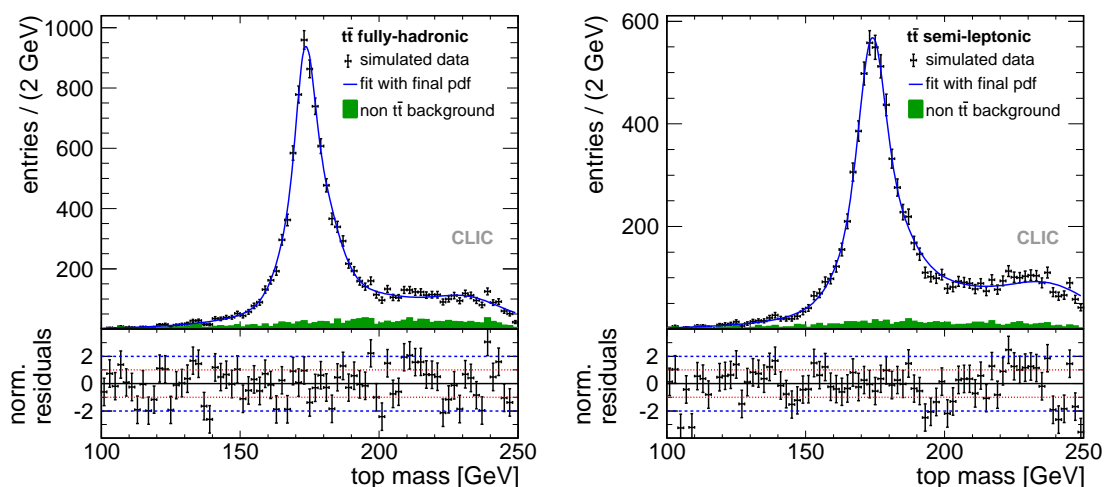 entries / (2 GeV)
1000
800
600
400
200
tt̄ fully-hadronic
simulated data
fit with final pdf
non tt̄ background
CLIC
norm.
residuals
2
0
-2
100
150
200
250
top mass [GeV]
entries / (2 GeV)
600
400
200
tt̄ semi-leptonic
simulated data
fit with final pdf
non tt̄ background
CLIC
norm.
residuals
2
0
-2
100
150
200
250
top mass [GeV]